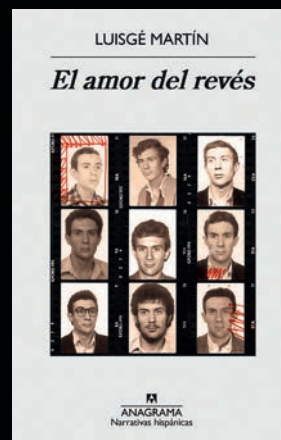 LUISGÉ MARTÍN
El amor del revés
ANAGRAMA
Narrativas hispánicas